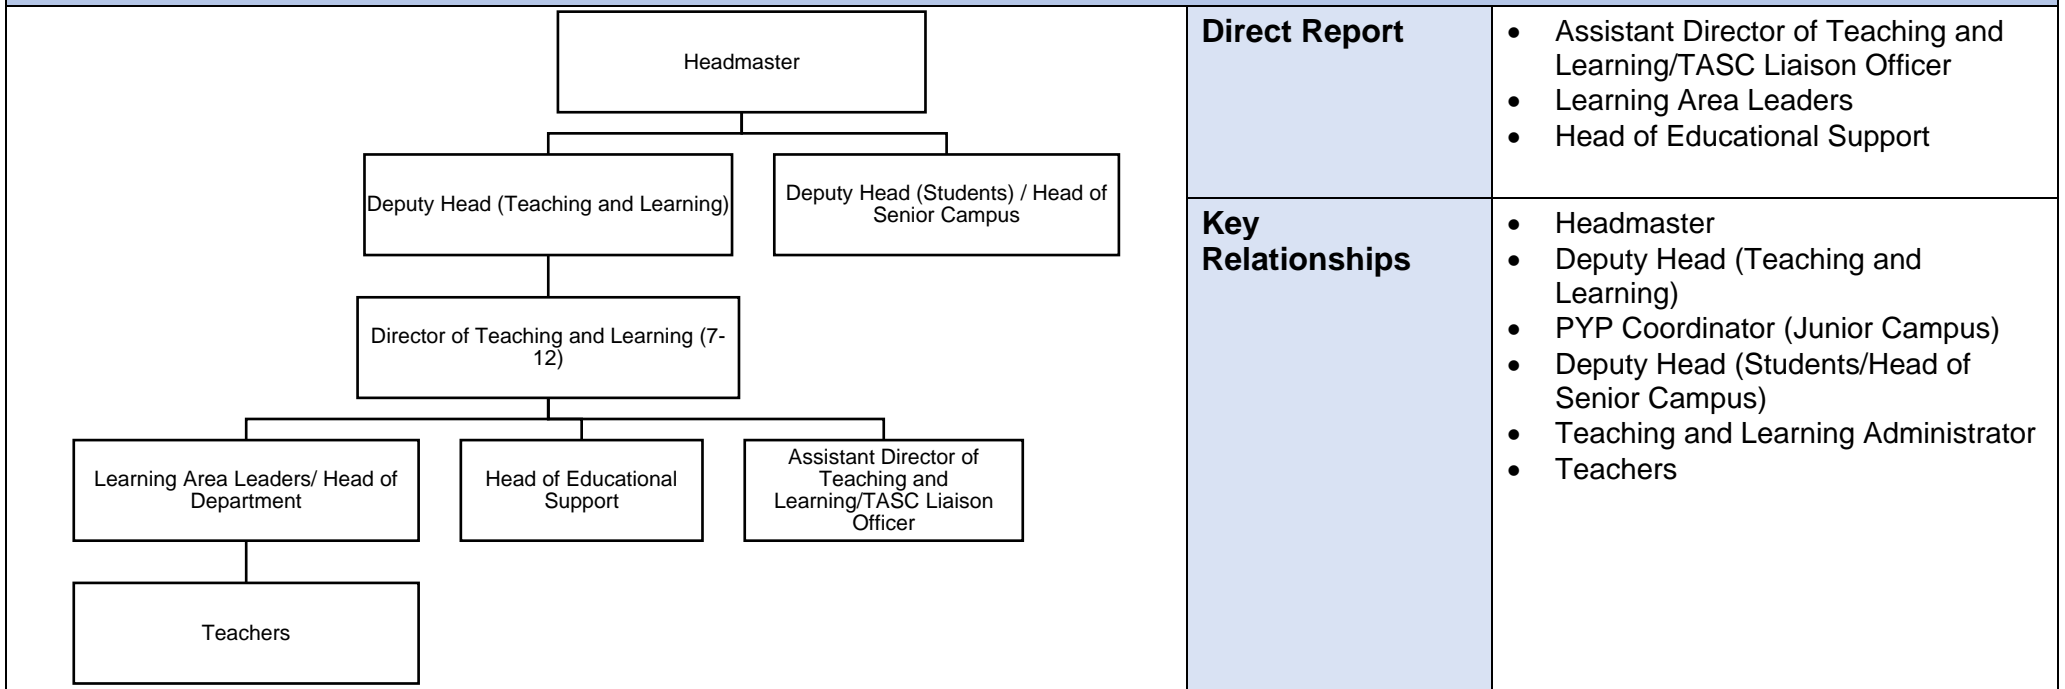 Headmaster
Deputy Head (Teaching and Learning)
Deputy Head (Students) / Head of
Senior Campus
Director of Teaching and Learning (7-
12)
Learning Area Leaders/ Head of
Department
Head of Educational
Support
Assistant Director of
Teaching and
Learning/TASC Liaison
Officer
Teachers
Direct Report
• Assistant Director of Teaching and
Learning/TASC Liaison Officer
• Learning Area Leaders
• Head of Educational Support
Key
Relationships
• Headmaster
• Deputy Head (Teaching and
Learning)
• PYP Coordinator (Junior Campus)
• Deputy Head (Students/Head of
Senior Campus)
• Teaching and Learning Administrator
• Teachers